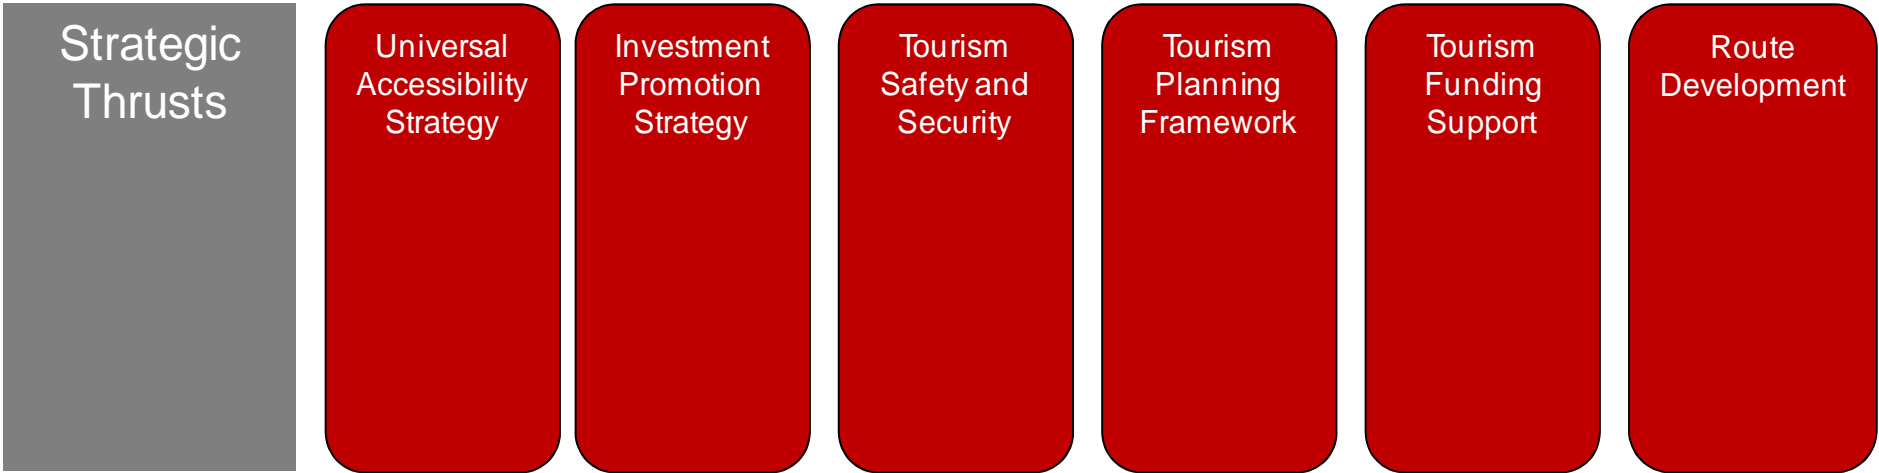 Strategic
Thrusts
Universal
Accessibility
Strategy
Investment
Promotion
Strategy
Tourism
Safety and
Security
Tourism
Planning
Framework
Tourism
Funding
Support
Route
Development